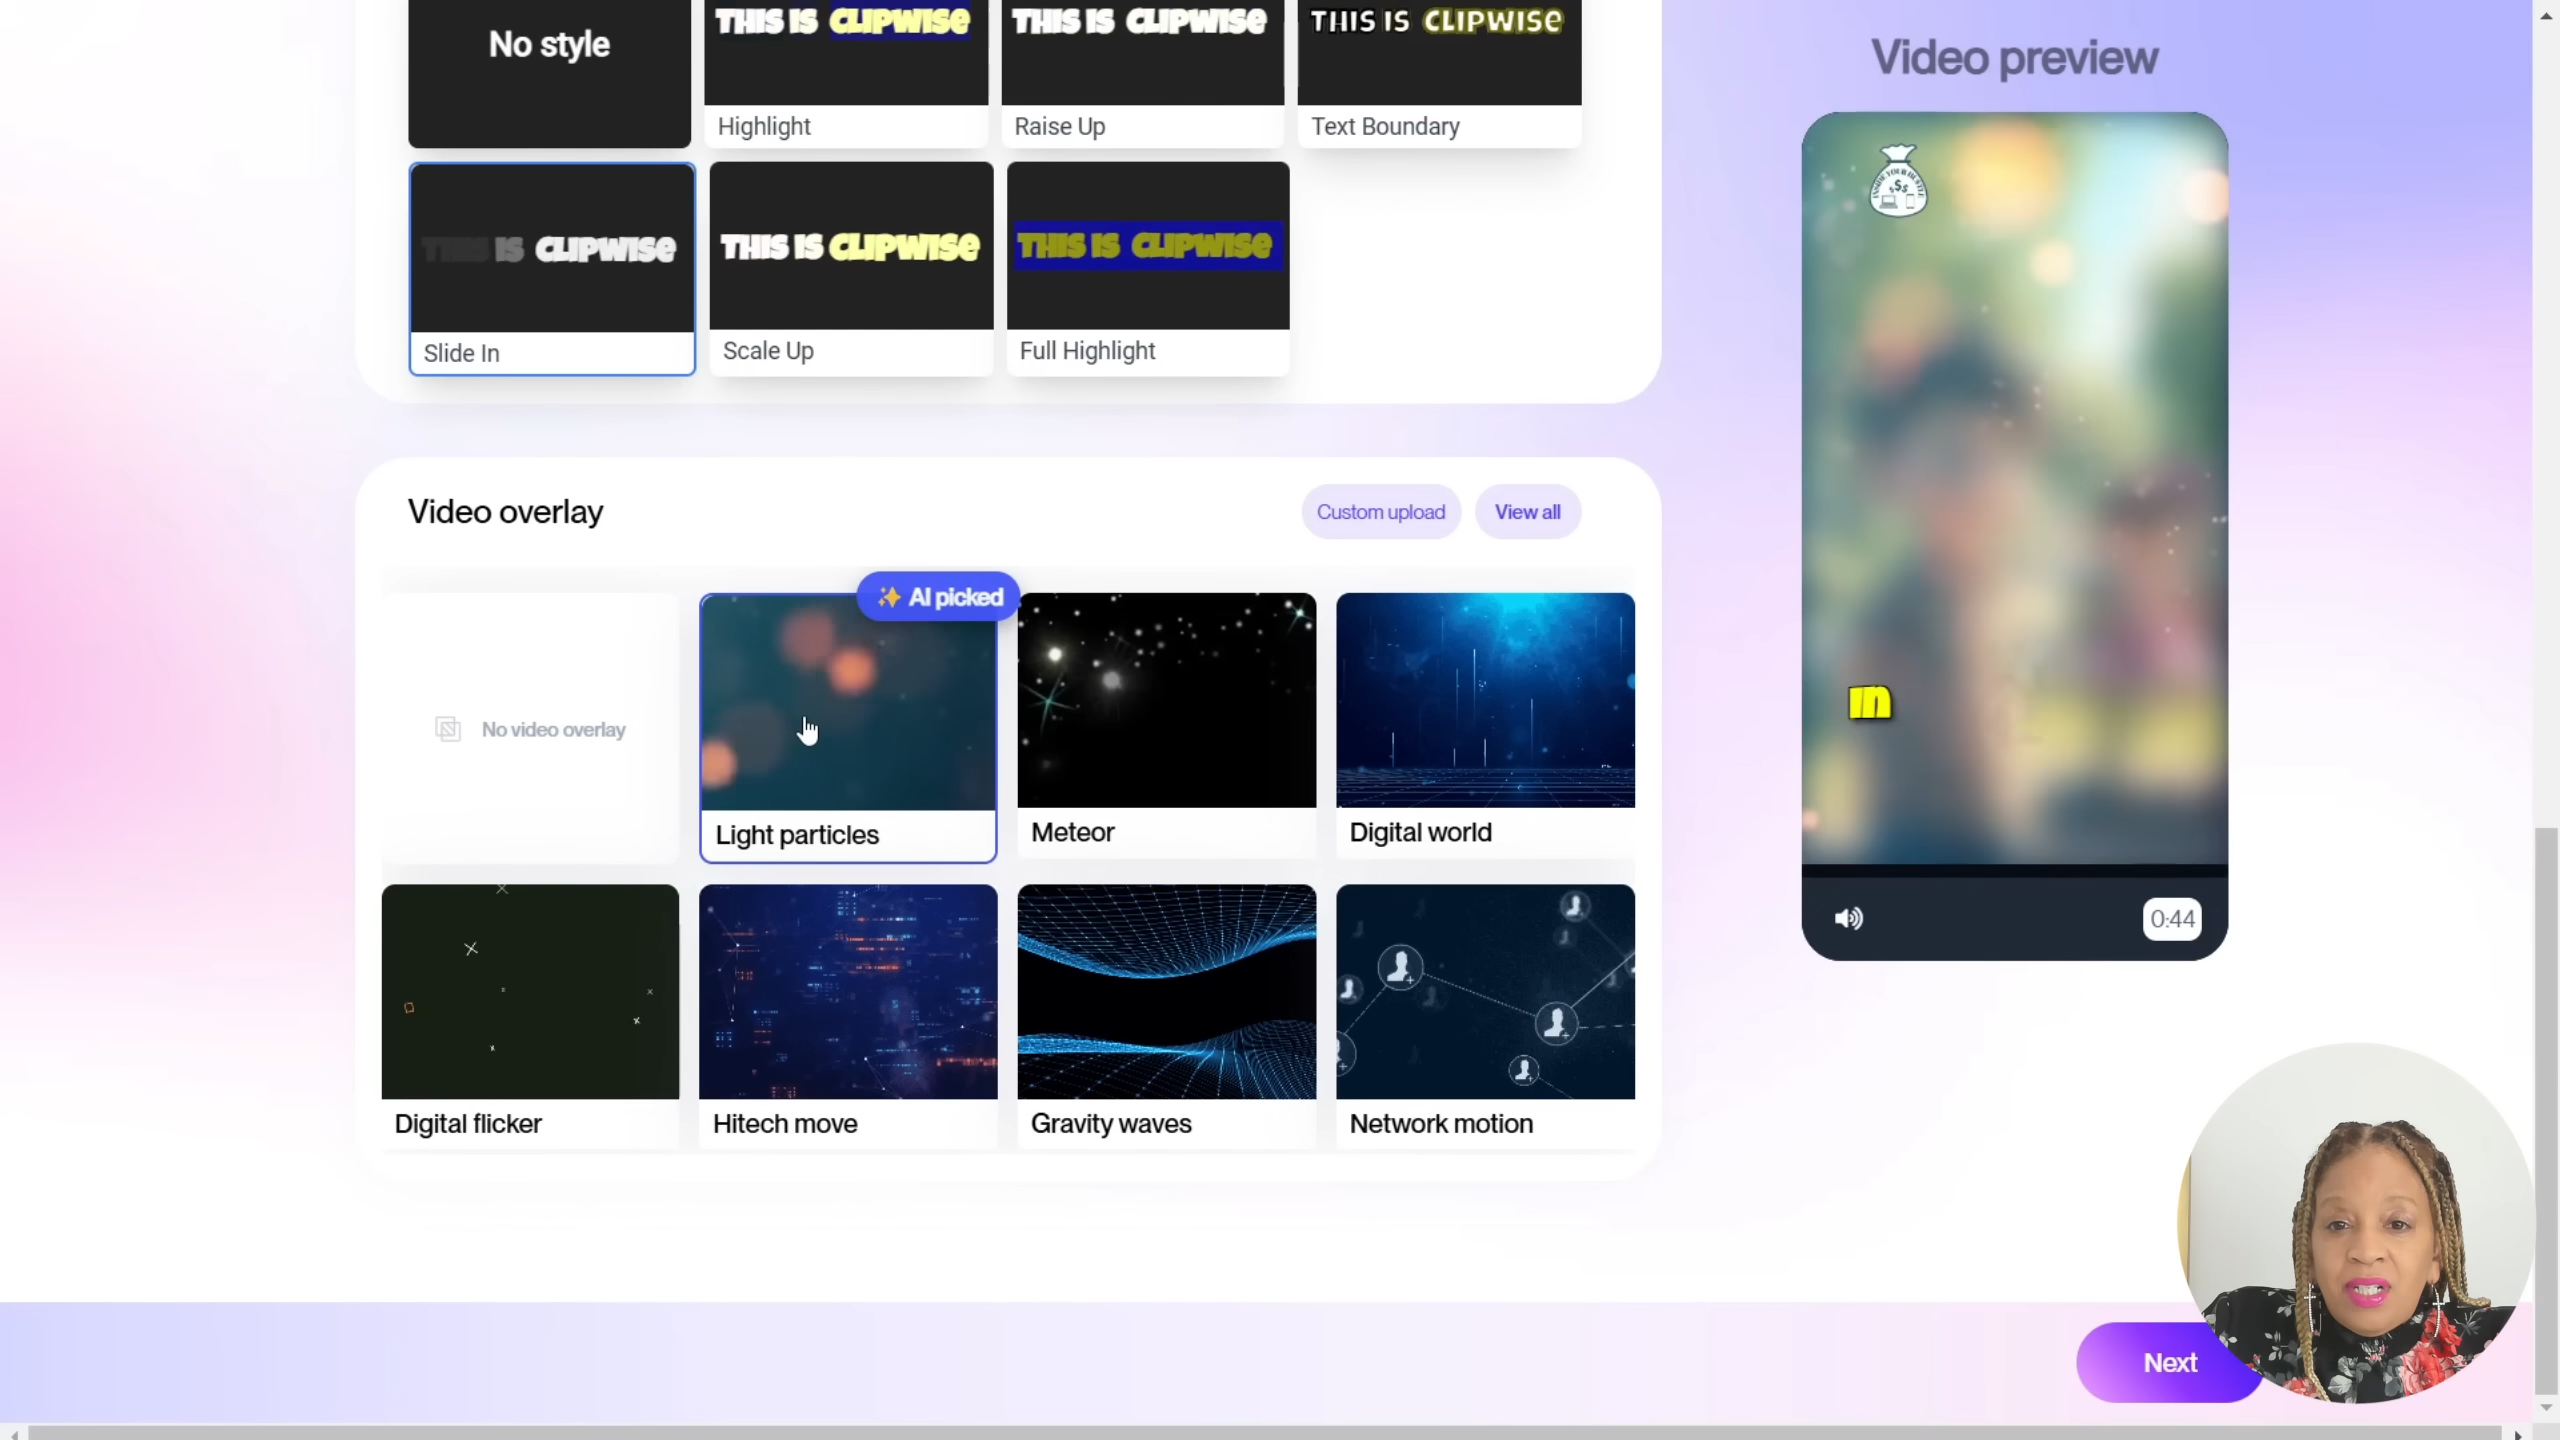 No style
THIS IS CLIPWISE
THIS IS CLIPWISE
THIS IS CLIPWISE
Highlight
Raise Up
Text Boundary
THIS IS CLIPWISE
THIS IS CLIPWISE
THIS IS CLIPWISE
Slide In
Scale Up
Full Highlight
Video overlay
Custom upload
View all
No video overlay
✨ AI picked
Light particles
Meteor
Digital world
Digital flicker
Hitech move
Gravity waves
Network motion
Video preview
$$$
in
0:44
Next